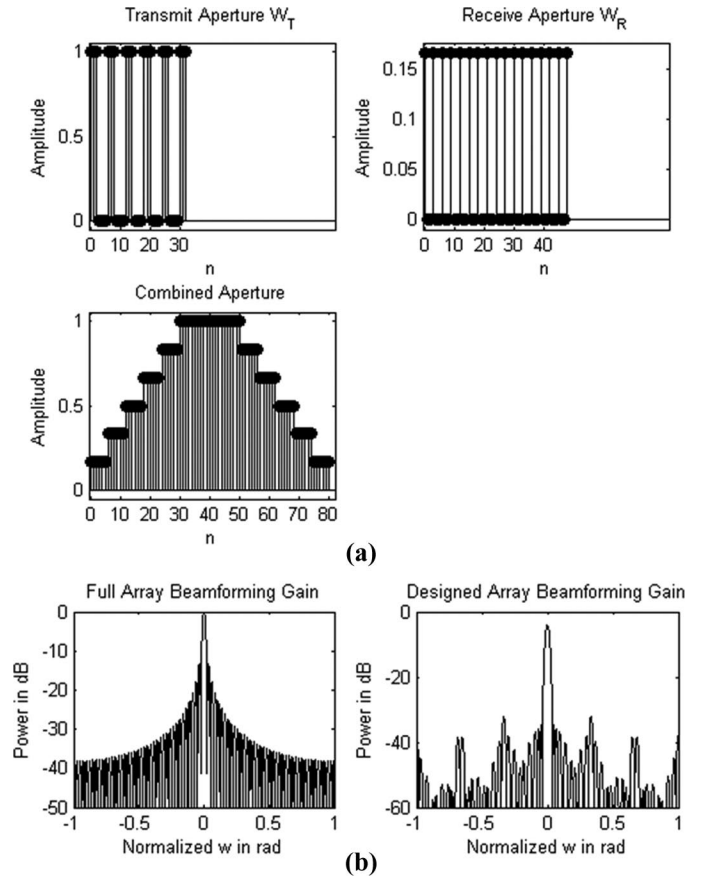 Transmit Aperture W_T
Receive Aperture W_R
1
0.5
0
Amplitude
0 10 20 30
n
0.15
0.1
0.05
0
Amplitude
0 10 20 30 40
n
Combined Aperture
1
0.5
0
Amplitude
0 10 20 30 40 50 60 70 80
n
(a)
Full Array Beamforming Gain
Designed Array Beamforming Gain
0
-10
-20
-30
-40
-50
Power in dB
-1 -0.5 0 0.5 1
Normalized w in rad
0
-20
-40
-60
Power in dB
-1 -0.5 0 0.5 1
Normalized w in rad
(b)